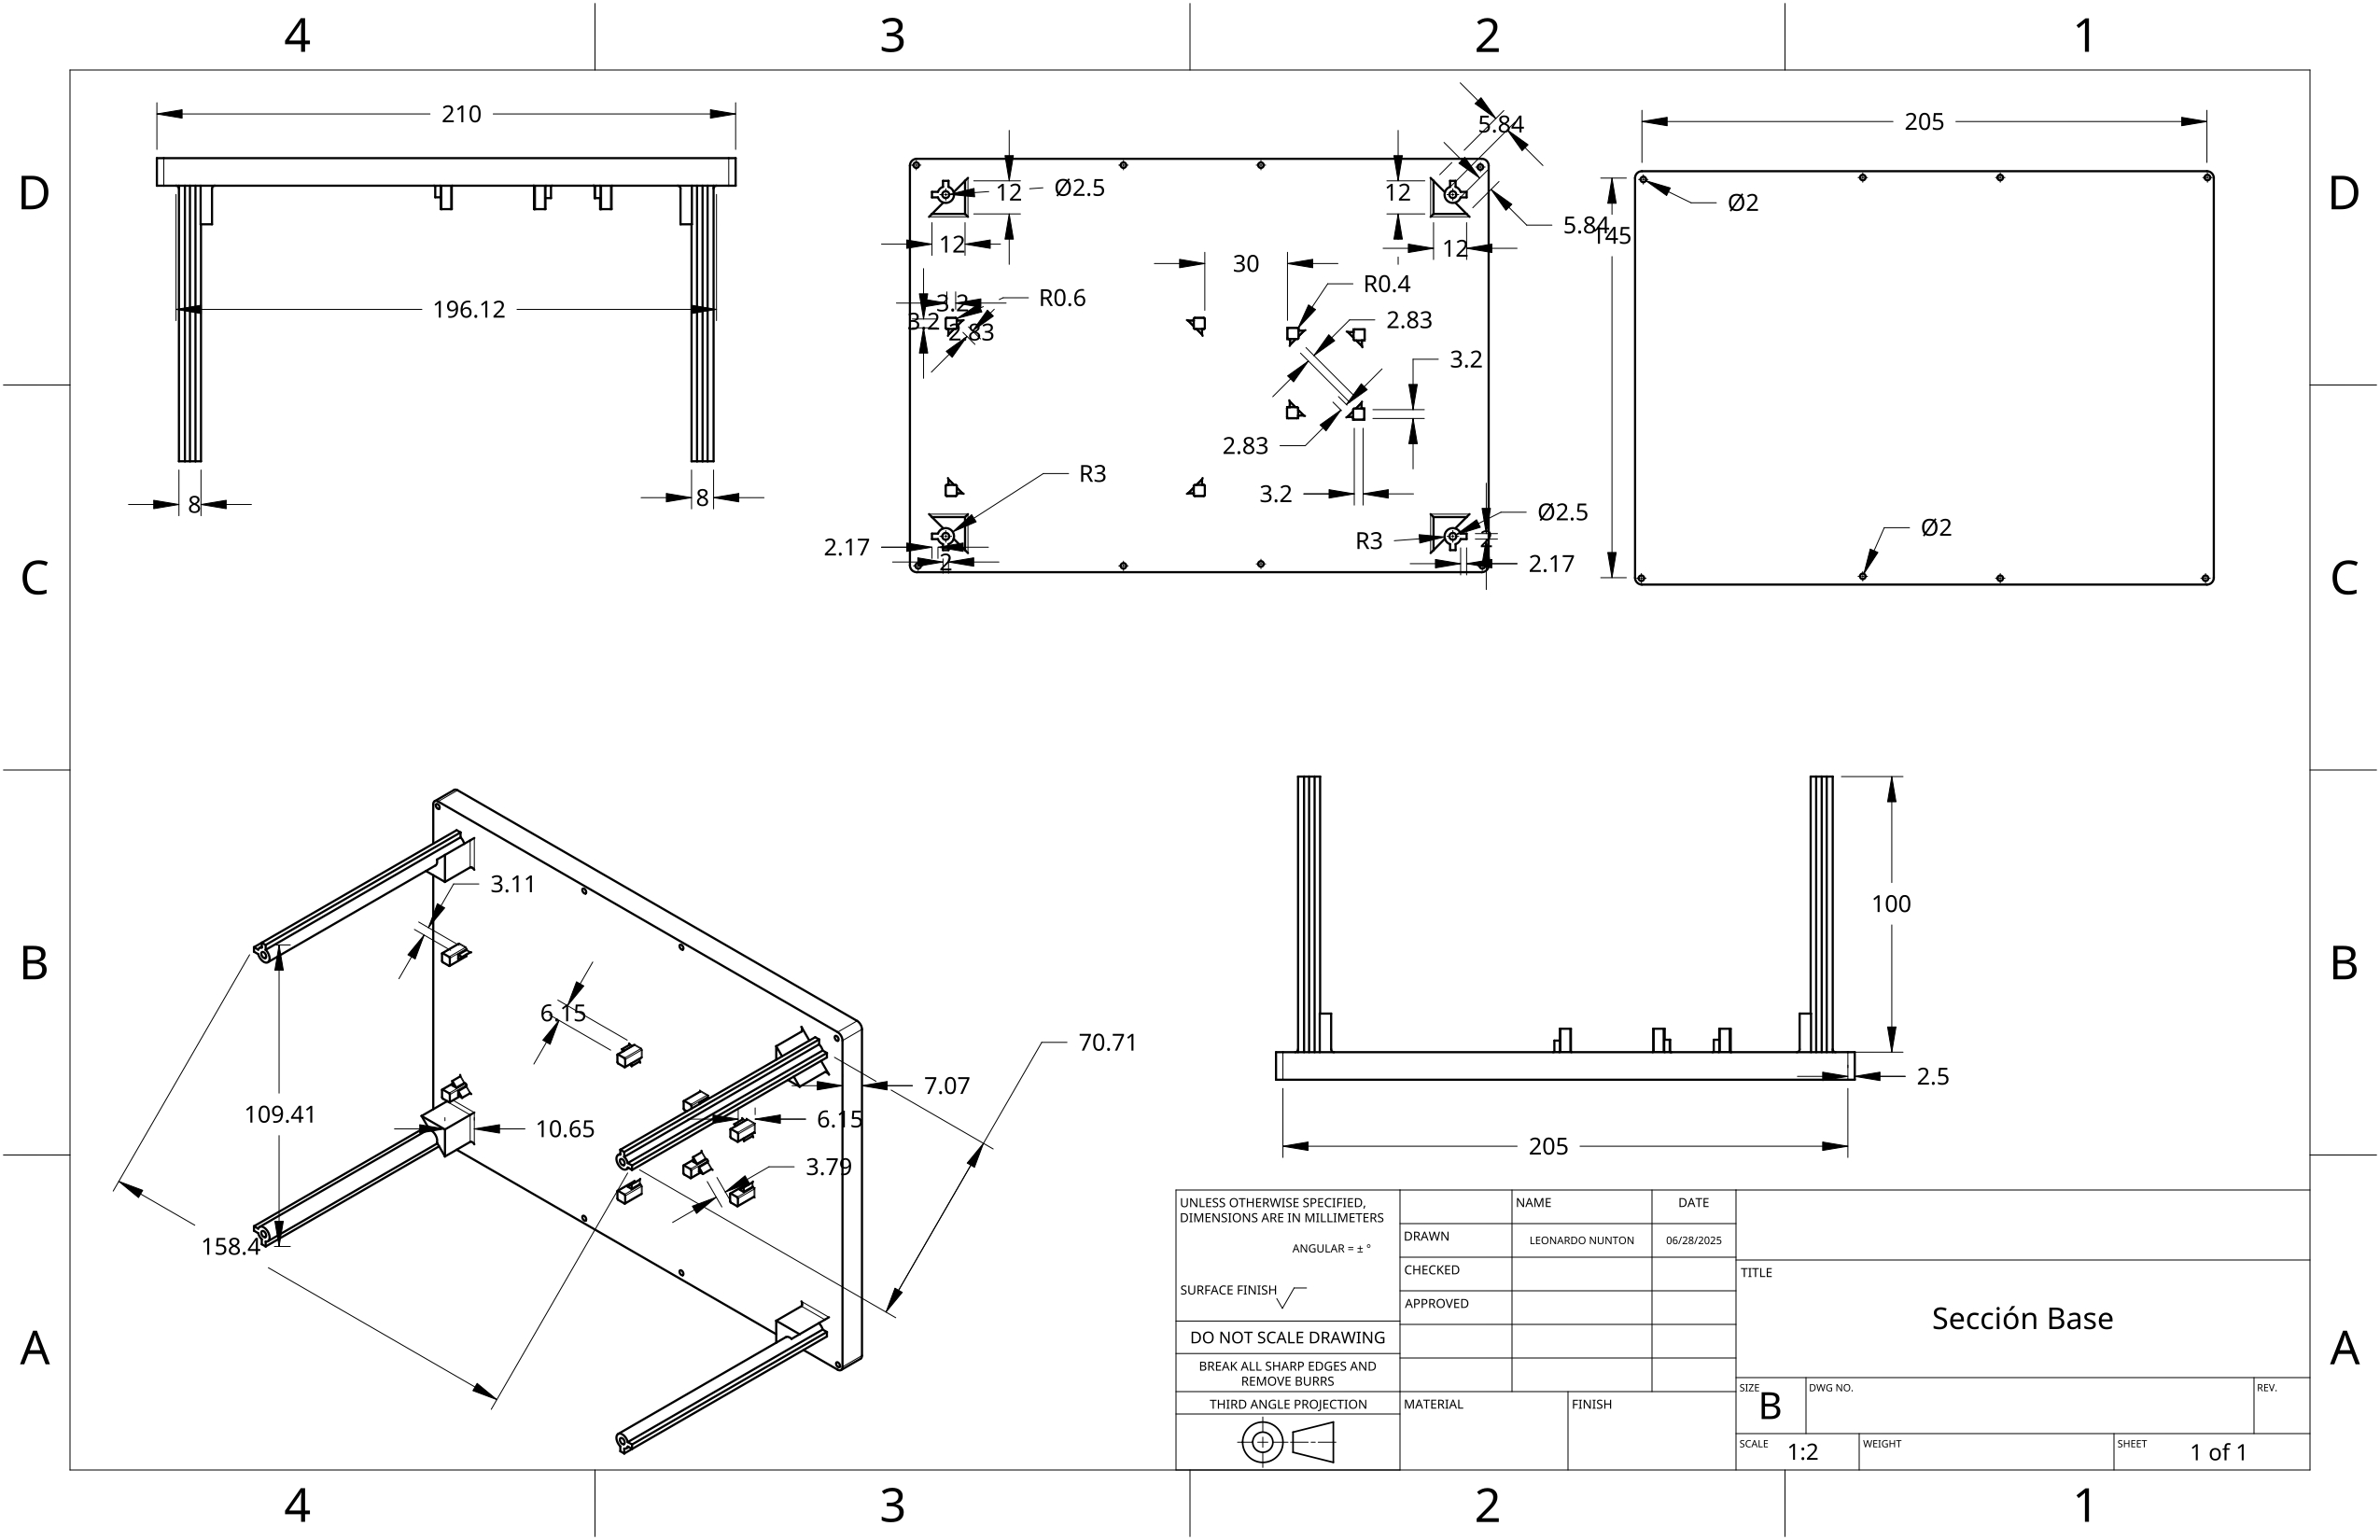 4
3
2
1
D
D
C
C
B
B
A
A
4
3
2
1
210
196.12
8
8
12
Ø2.5
12
5.84
12
5.84
12
30
3.2
R0.6
3.2
2.83
R0.4
2.83
3.2
2.83
3.2
R3
2.17
2
Ø2.5
R3
2
2.17
205
Ø2
145
Ø2
3.11
6.15
70.71
7.07
109.41
10.65
6.15
3.79
158.4
100
2.5
205
UNLESS OTHERWISE SPECIFIED,
DIMENSIONS ARE IN MILLIMETERS
ANGULAR = ± °
SURFACE FINISH
DO NOT SCALE DRAWING
BREAK ALL SHARP EDGES AND
REMOVE BURRS
THIRD ANGLE PROJECTION
NAME
DATE
DRAWN
LEONARDO NUNTON
06/28/2025
CHECKED
APPROVED
MATERIAL
FINISH
TITLE
Sección Base
SIZE
B
DWG NO.
REV.
SCALE
1:2
WEIGHT
SHEET
1 of 1